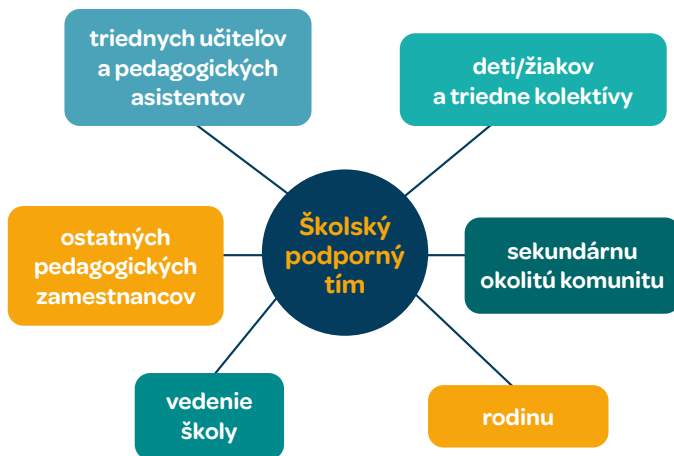 triednych učiteľov
a pedagogických
asistentov
deti/žiakov
a triedne kolektívy
Školský
podporný
tím
ostatných
pedagogických
zamestnancov
sekundárnu
okolitú komunitu
vedenie
školy
rodinu